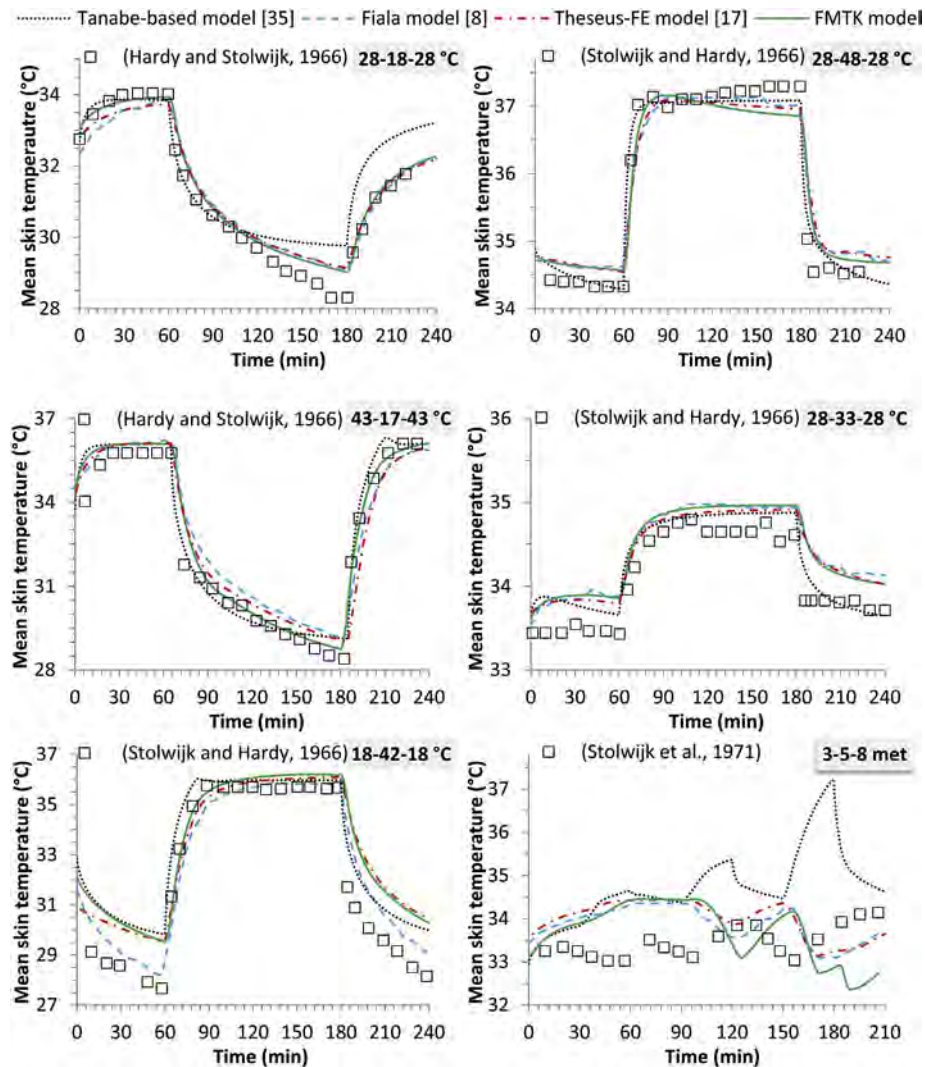 Tanabe-based model [35] Fiala model [8] Theseus-FE model [17] FMTK model
(Hardy and Stolwijk, 1966) 28-18-28 °C
Mean skin temperautre (°C)
34
32
30
28
0 30 60 90 120 150 180 210 240
Time (min)
(Stolwijk and Hardy, 1966) 28-48-28 °C
Mean skin temperature (°C)
37
36
35
34
0 30 60 90 120 150 180 210 240
Time (min)
(Hardy and Stolwijk, 1966) 43-17-43 °C
Mean skin temperature (°C)
37
34
31
28
0 30 60 90 120 150 180 210 240
Time (min)
(Stolwijk and Hardy, 1966) 28-33-28 °C
Mean skin temperature (°C)
36
35
34
33
0 30 60 90 120 150 180 210 240
Time (min)
(Stolwijk and Hardy, 1966) 18-42-18 °C
Mean skin temperature (°C)
37
35
33
31
29
27
0 30 60 90 120 150 180 210 240
Time (min)
(Stolwijk et al., 1971) 3-5-8 met
Mean skin temperature (°C)
37
36
35
34
33
32
0 30 60 90 120 150 180 210
Time (min)